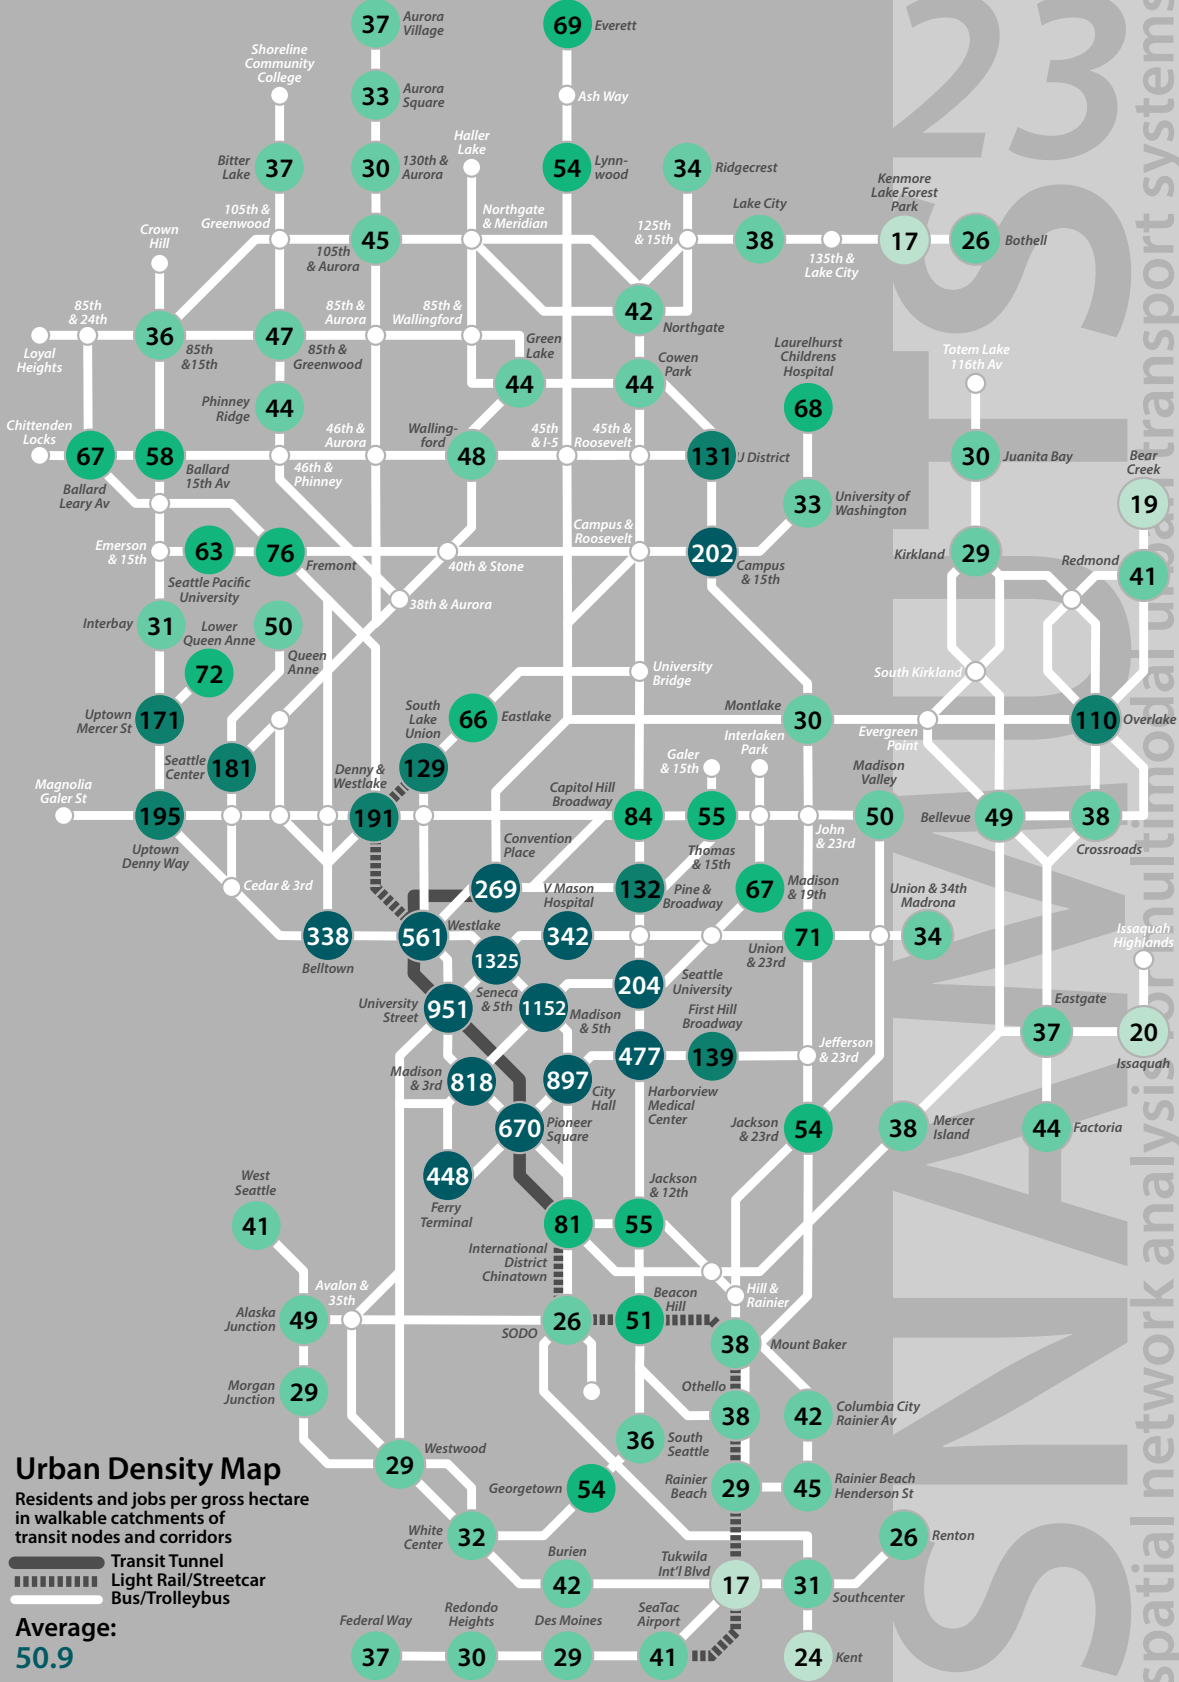 37
Aurora
Village
69
Everett
23
Shoreline
Community
College
33
Aurora
Square
Ash Way
Haller
Lake
Bitter
Lake
37
30
130th &
Aurora
54
Lynn-
wood
34
Ridgecrest
Kenmore
Lake Forest
Park
105th &
Greenwood
45
105th
& Aurora
Northgate
& Meridian
125th
& 15th
Lake City
38
135th &
Lake City
17
26
Bothell
Crown
Hill
85th
& 24th
Loyal
Heights
36
85th
&15th
47
85th &
Greenwood
85th &
Aurora
85th &
Wallingford
42
Northgate
Green
Lake
44
Cowen
Park
44
Laurelhurst
Childrens
Hospital
68
Totem Lake
116th Av
Phinney
Ridge
44
Chittenden
Locks
67
Ballard
Leary Av
58
Ballard
15th Av
46th &
Phinney
46th &
Aurora
Walling-
ford
48
45th
& I-5
45th &
Roosevelt
131
U District
30
Juanita Bay
Bear
Creek
19
33
University of
Washington
Emerson
& 15th
63
Seattle Pacific
University
76
Fremont
40th & Stone
Campus &
Roosevelt
202
Campus
& 15th
Kirkland
29
Redmond
41
38th & Aurora
Interbay
31
Lower
Queen Anne
72
50
Queen
Anne
University
Bridge
South Kirkland
Uptown
Mercer St
171
South
Lake
Union
66
Eastlake
Montlake
30
Evergreen
Point
110
Overlake
Seattle
Center
181
129
Denny &
Westlake
Interlaken
Park
Galer
& 15th
Madison
Valley
Magnolia
Galer St
195
Uptown
Denny Way
191
Capitol Hill
Broadway
84
55
Thomas
& 15th
John
& 23rd
50
Bellevue
49
38
Crossroads
Convention
Place
269
Cedar & 3rd
V Mason
Hospital
132
Pine &
Broadway
67
Madison
& 19th
Union & 34th
Madrona
34
338
Belltown
561
Westlake
1325
Seneca
& 5th
342
71
Union
& 23rd
Issaquah
Highlands
University
Street
951
1152
Madison
& 5th
204
Seattle
University
First Hill
Broadway
Eastgate
37
20
Issaquah
Madison
& 3rd
818
897
City
Hall
477
Harborview
Medical
Center
139
Jefferson
& 23rd
670
Pioneer
Square
Jackson
& 23rd
54
38
Mercer
Island
44
Factoria
448
Ferry
Terminal
West
Seattle
41
81
International
District
Chinatown
Jackson
& 12th
55
Hill &
Rainier
Avalon &
35th
Alaska
Junction
49
SODO
26
Beacon
Hill
51
38
Mount Baker
Morgan
Junction
29
Othello
38
42
Columbia City
Rainier Av
29
Westwood
36
South
Seattle
Georgetown
54
Rainier
Beach
29
45
Rainier Beach
Henderson St
White
Center
32
26
Renton
Burien
42
Tukwila
Int'l Blvd
17
31
Southcenter
Federal Way
37
Redondo
Heights
30
Des Moines
29
SeaTac
Airport
41
24
Kent
Urban Density Map
Residents and jobs per gross hectare
in walkable catchments of
transit nodes and corridors
Transit Tunnel
Light Rail/Streetcar
Bus/Trolleybus
Average:
50.9
SNAMUTS
spatial network analysis for multimodal urban transport systems